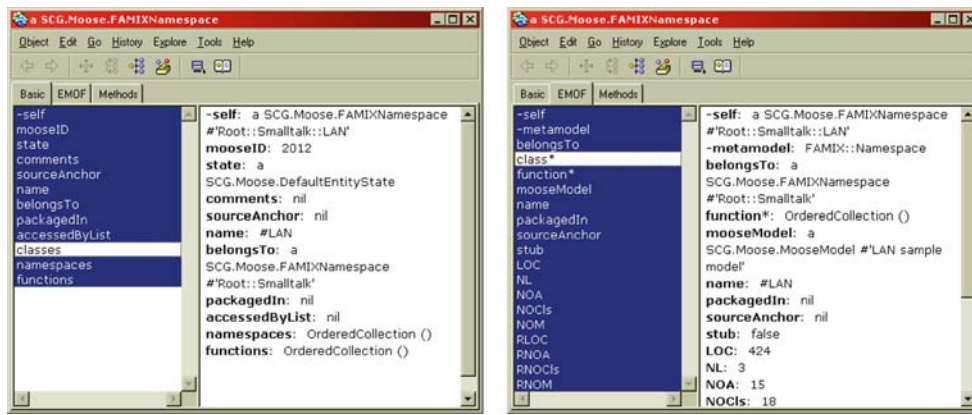 a SCG.Moose.FAMIXNamespace
Object Edit Go History Explore Tools Help
Basic EMOF Methods
-self
mooseID
state
comments
sourceAnchor
name
belongsTo
packagedIn
accessedByList
classes
namespaces
functions
-self: a SCG.Moose.FAMIXNamespace
#'Root::Smalltalk::LAN'
mooseID: 2012
state: a
SCG.Moose.DefaultEntityState
comments: nil
sourceAnchor: nil
name: #LAN
belongsTo: a
SCG.Moose.FAMIXNamespace
#'Root::Smalltalk'
packagedIn: nil
accessedByList: nil
namespaces: OrderedCollection ()
functions: OrderedCollection ()
a SCG.Moose.FAMIXNamespace
Object Edit Go History Explore Tools Help
Basic EMOF Methods
-self
-metamodel
belongsTo
class*
function*
mooseModel
name
packagedIn
sourceAnchor
stub
LOC
NL
NOA
NOCls
NOM
RLOC
RNOA
RNOCls
RNOM
-self: a SCG.Moose.FAMIXNamespace
#'Root::Smalltalk::LAN'
-metamodel: FAMIX::Namespace
belongsTo: a
SCG.Moose.FAMIXNamespace
#'Root::Smalltalk'
function*: OrderedCollection ()
mooseModel: a
SCG.Moose.MooseModel #'LAN sample
model'
name: #LAN
packagedIn: nil
sourceAnchor: nil
stub: false
LOC: 424
NL: 3
NOA: 15
NOCls: 18